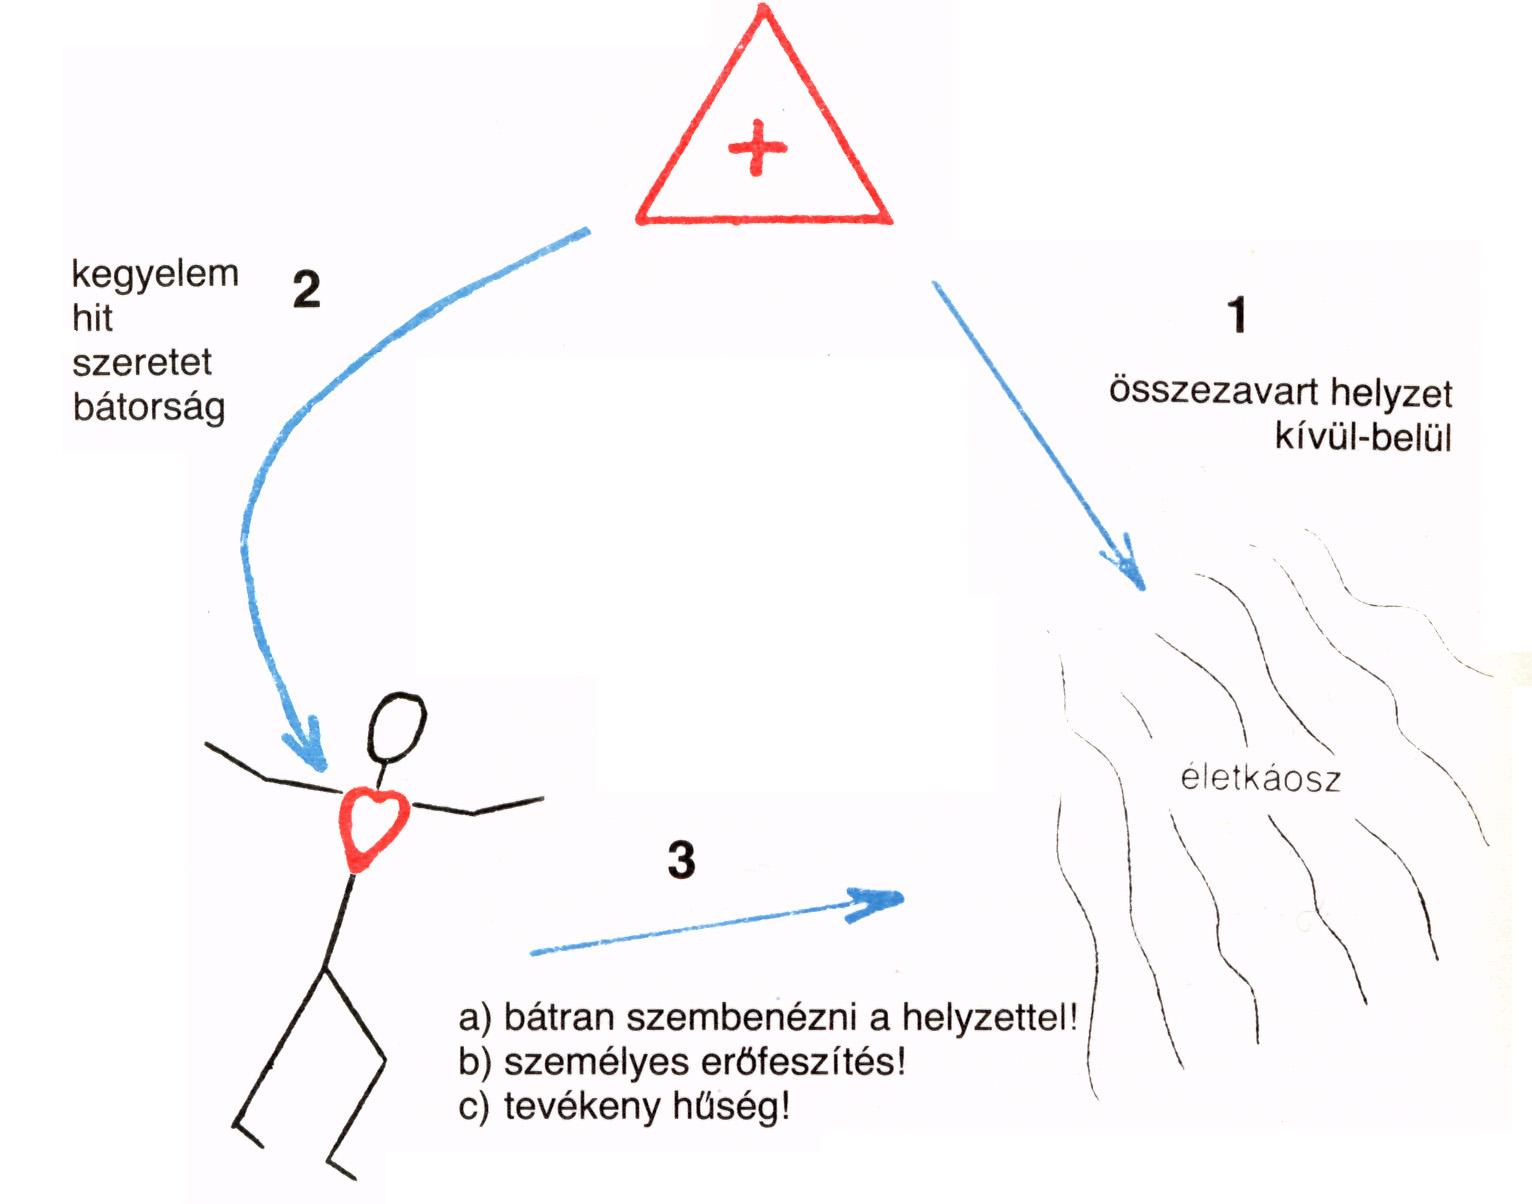 1
összezavart helyzet
kívül-belül
2
kegyelem
hit
szeretet
bátorság
életkáosz
3
a) bátran szembenézni a helyzettel!
b) személyes erőfeszítés!
c) tevékeny hűség!